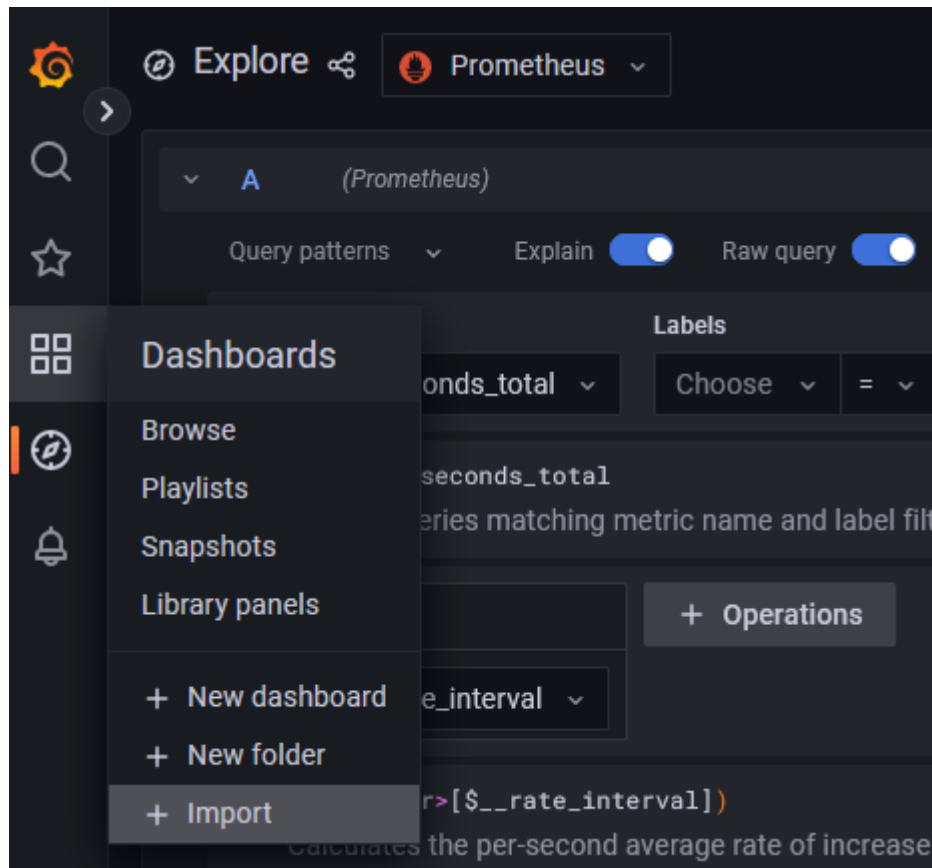 Explore
Prometheus
A (Prometheus)
Query patterns Explain Raw query
Labels
Dashboards
onds_total Choose =
Browse
seconds_total
Playlists
eries matching metric name and label filt
Snapshots
Library panels
+ Operations
+ New dashboard
e_interval
+ New folder
+ Import
r>[$__rate_interval])
Calculates the per-second average rate of increase